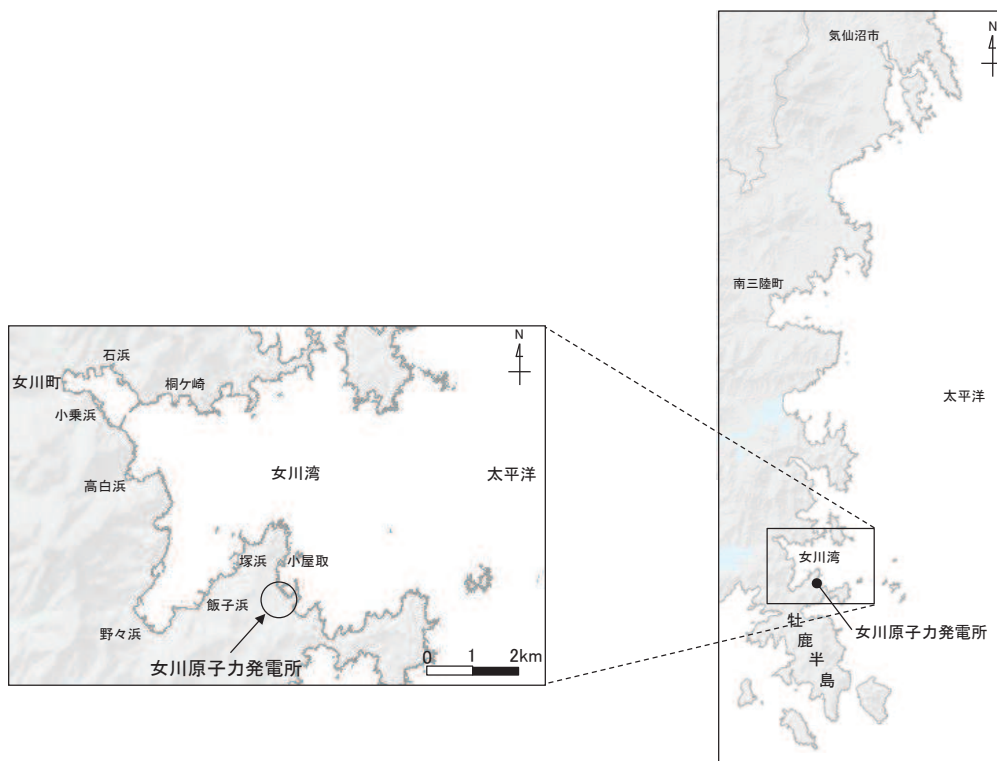 N
気仙沼市
南三陸町
太平洋
女川湾
女川原子力発電所
牡
鹿
半
島
N
石浜
女川町
桐ケ崎
小乗浜
女川湾
太平洋
高白浜
塚浜
小屋取
飯子浜
野々浜
女川原子力発電所
0 1 2km